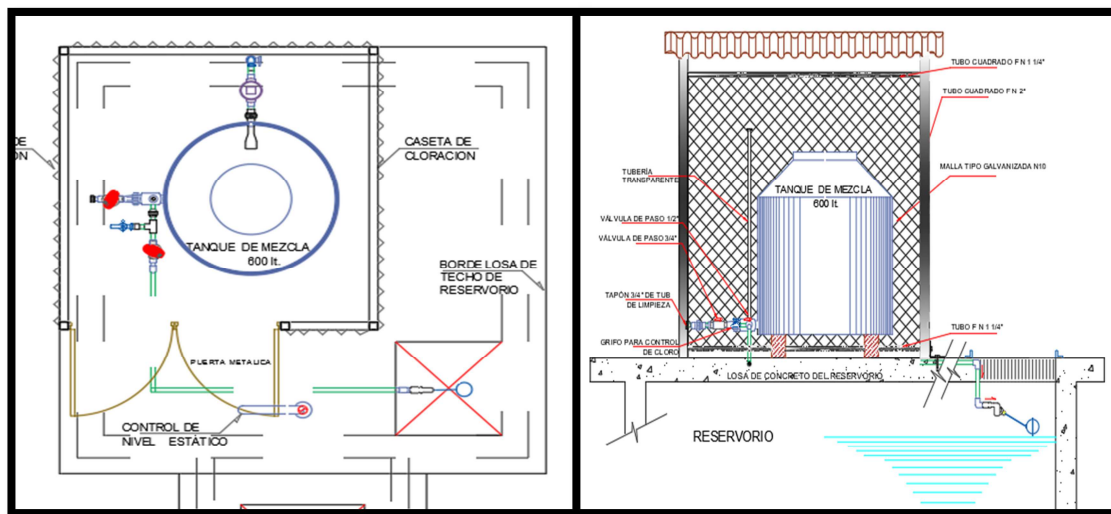 DE
ON
CASETA DE
CLORACION
TANQUE DE MEZCLA
600 lt.
BORDE LOSA DE
TECHO DE
RESERVORIO
PUERTA METALICA
CONTROL DE
NIVEL ESTÁTICO
TUBO CUADRADO F N 1 1/4"
TUBO CUADRADO F N 2"
MALLA TIPO GALVANIZADA N10
TUBERÍA
TRANSPARENTE
TANQUE DE MEZCLA
600 lt.
VÁLVULA DE PASO 1/2"
VÁLVULA DE PASO 3/4"
TAPÓN 3/4" DE TUB
DE LIMPIEZA
GRIFO PARA CONTROL
DE CLORO
TUBO F N 1 1/4"
LOSA DE CONCRETO DEL RESERVORIO
RESERVORIO